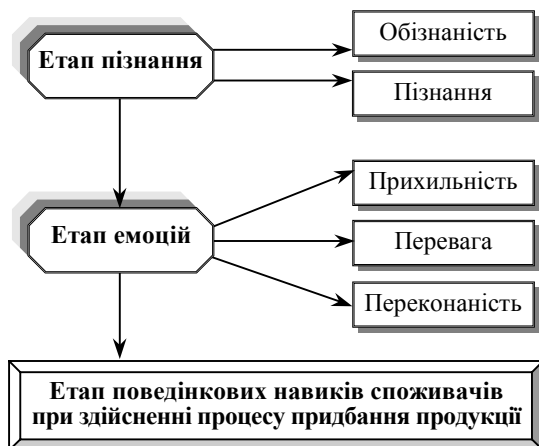 Етап пізнання
Обізнаність
Пізнання
Етап емоцій
Прихильність
Перевага
Переконаність
Етап поведінкових навиків споживачів
при здійсненні процесу придбання продукції